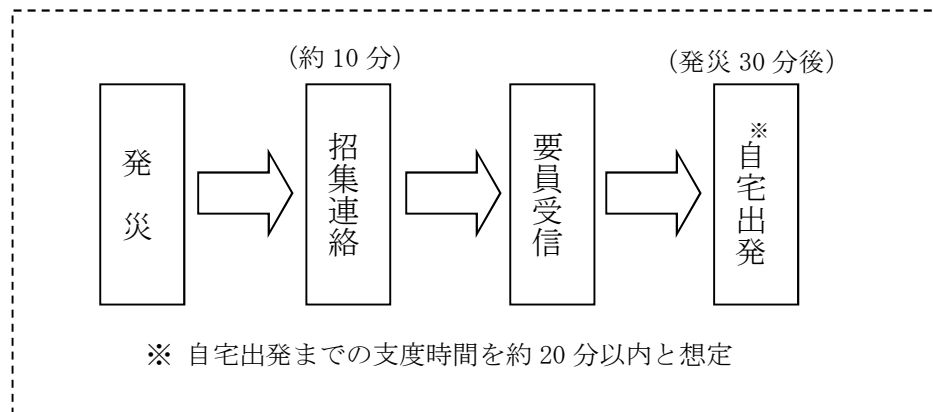 （約 10 分）
（発災 30 分後）
発災
招集連絡
要員受信
※自宅出発
※ 自宅出発までの支度時間を約 20 分以内と想定